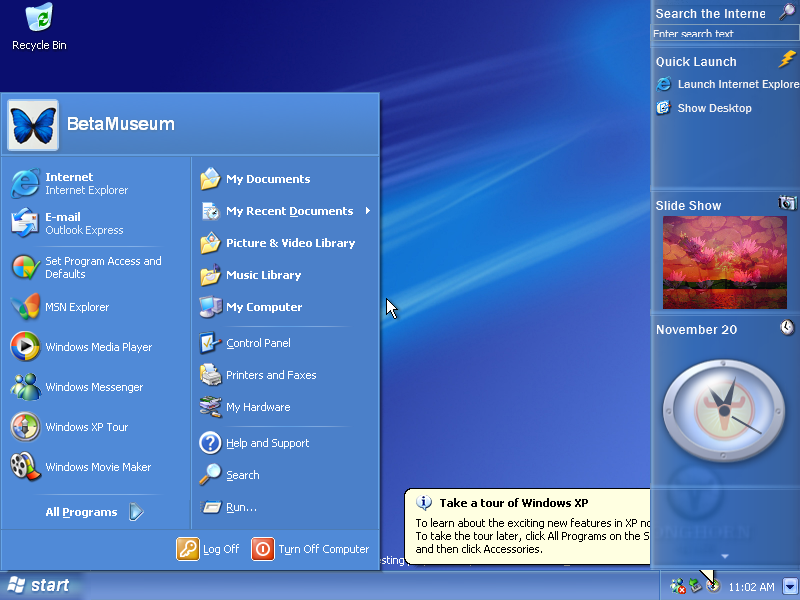 Recycle Bin
BetaMuseum
Internet
Internet Explorer
E-mail
Outlook Express
Set Program Access and
Defaults
MSN Explorer
Windows Media Player
Windows Messenger
Windows XP Tour
Windows Movie Maker
All Programs
My Documents
My Recent Documents
Picture & Video Library
Music Library
My Computer
Control Panel
Printers and Faxes
My Hardware
Help and Support
Search
Run...
Log Off
Turn Off Computer
Search the Interne
Enter search text
Quick Launch
Launch Internet Explore
Show Desktop
Slide Show
November 20
Take a tour of Windows XP
To learn about the exciting new features in XP no
To take the tour later, click All Programs on the S
and then click Accessories.
esting
start
11:02 AM